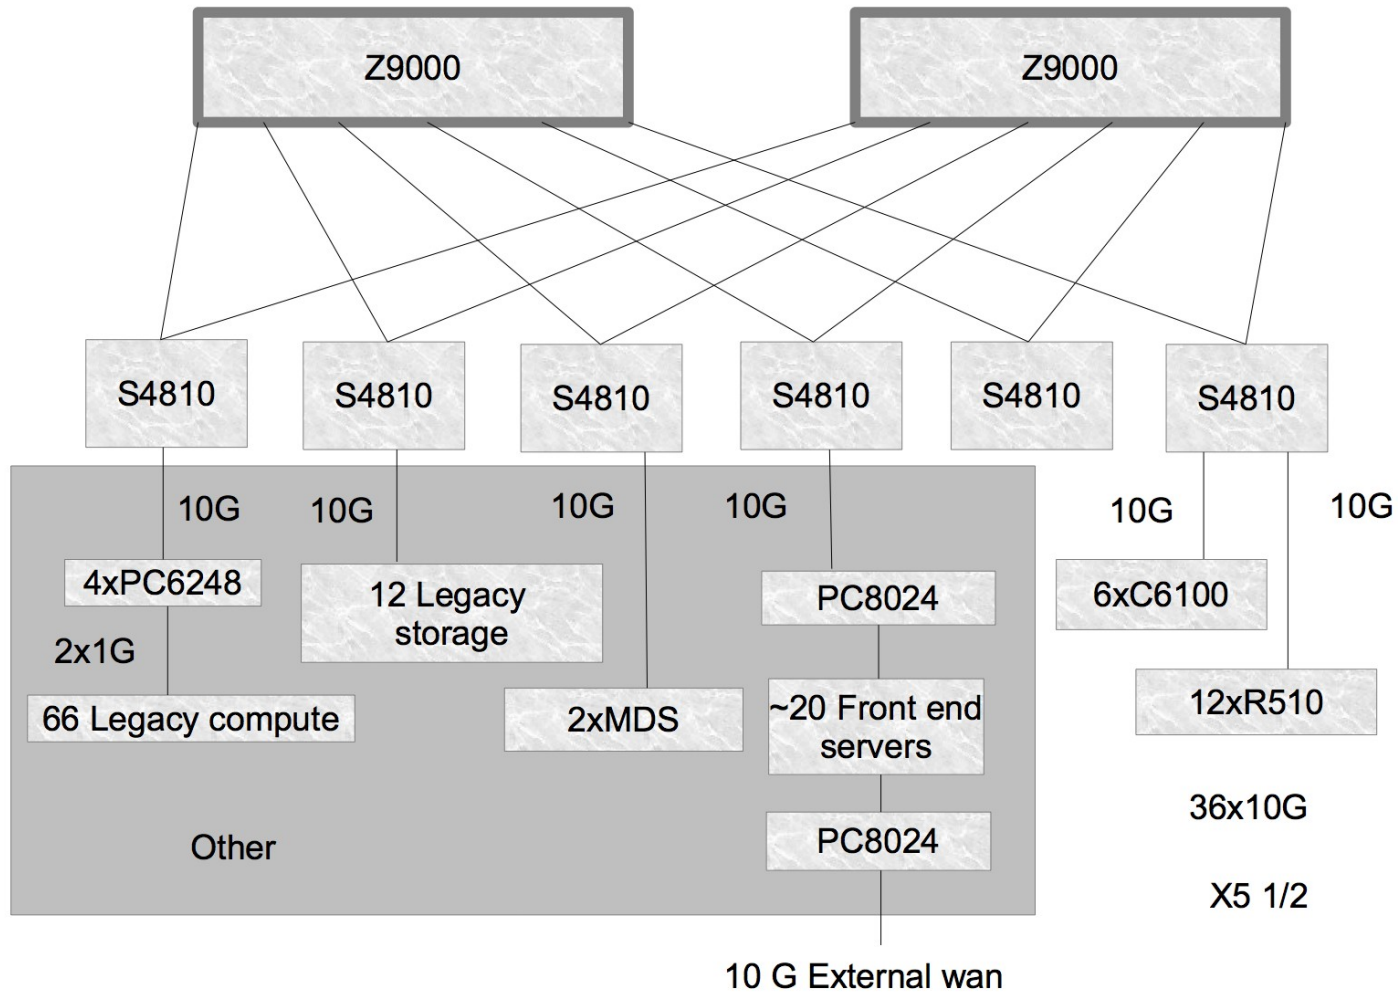 Z9000
Z9000
S4810
S4810
S4810
S4810
S4810
S4810
10G
10G
10G
10G
10G
10G
4xPC6248
12 Legacy
storage
PC8024
6xC6100
2x1G
66 Legacy compute
2xMDS
~20 Front end
servers
12xR510
36x10G
Other
PC8024
X5 1/2
10 G External wan